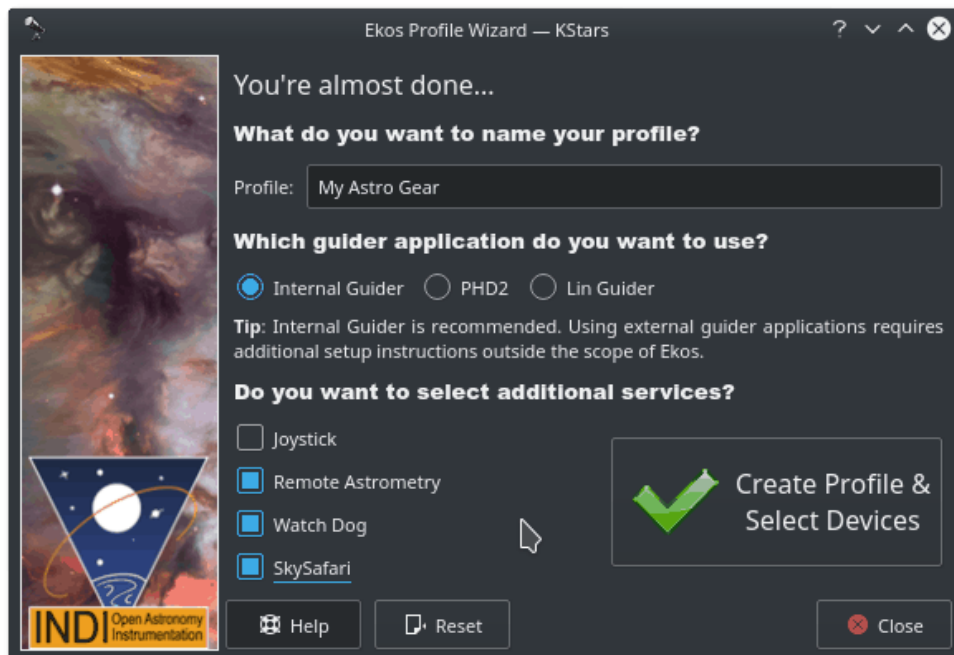 Ekos Profile Wizard — KStars
You're almost done...
What do you want to name your profile?
Profile: My Astro Gear
Which guider application do you want to use?
Internal Guider PHD2 Lin Guider
Tip: Internal Guider is recommended. Using external guider applications requires
additional setup instructions outside the scope of Ekos.
Do you want to select additional services?
Joystick
Remote Astrometry
Watch Dog
SkySafari
Create Profile &
Select Devices
INDI Open Astronomy
Instrumentation
Help Reset Close